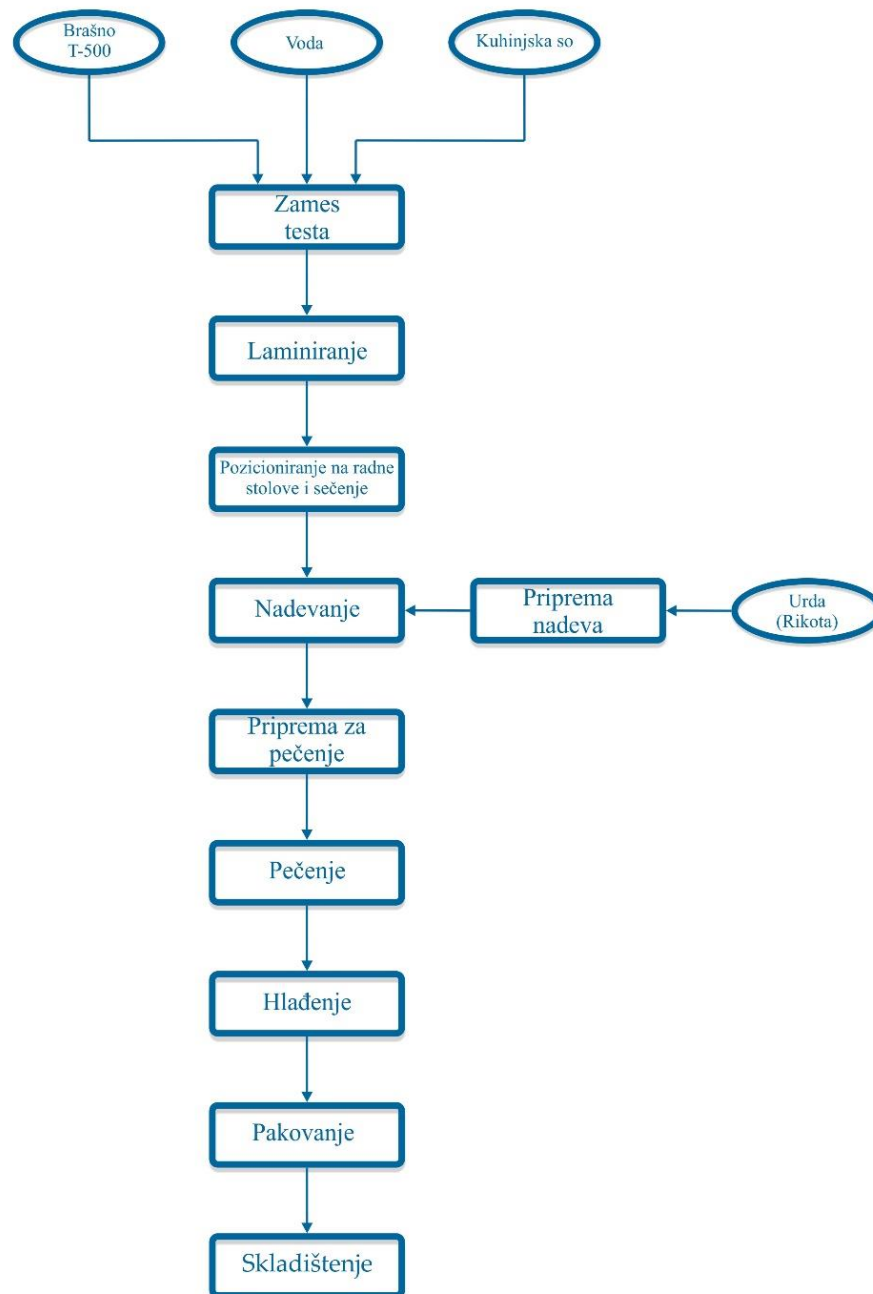 Brašno
T-500
Voda
Kuhinjska so
Zames
testa
Laminiranje
Pozicioniranje na radne
stolove i sečenje
Nadevanje
Priprema
nadeva
Urda
(Rikota)
Priprema za
pečenje
Pečenje
Hlađenje
Pakovanje
Skladištenje